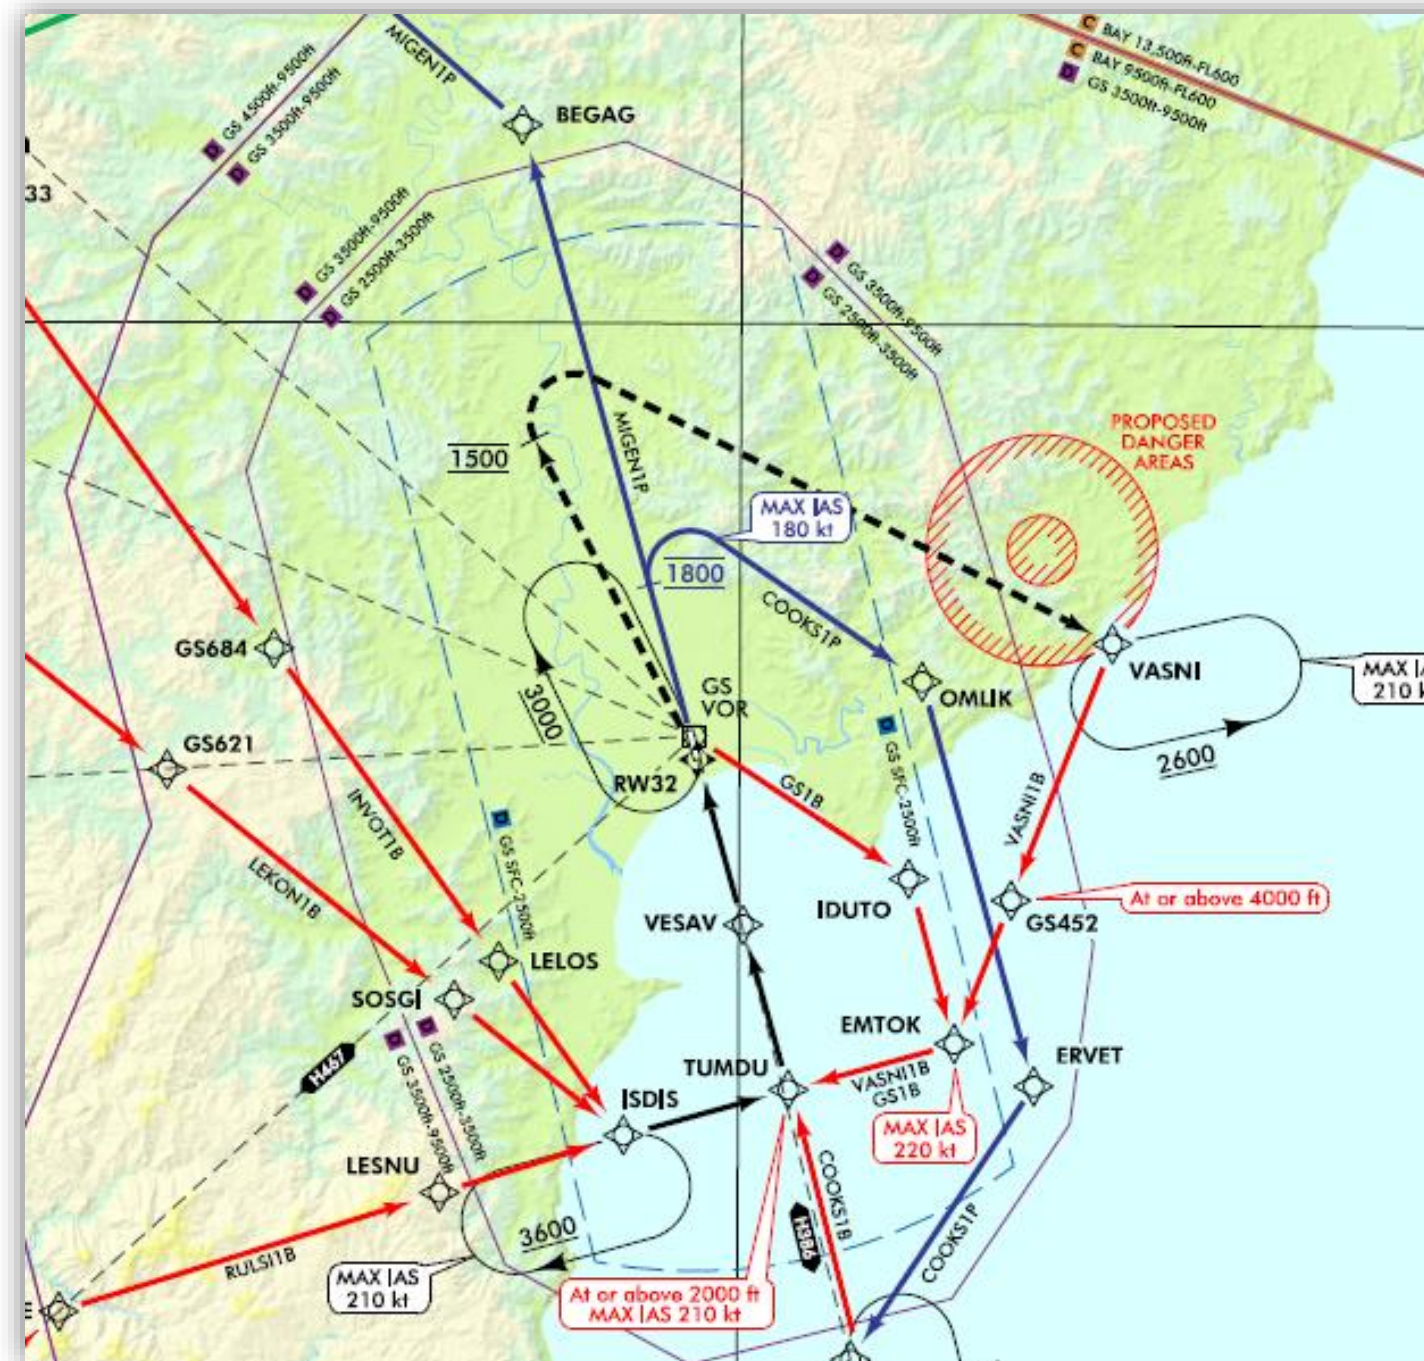 MIGEN1P
BEGAG
C BAY 13,500ft-FL600
C BAY 9500ft-FL600
D GS 3500ft-9500ft
D GS 4500ft-9500ft
D GS 3500ft-9500ft
33
D GS 3500ft-9500ft
D GS 2500ft-3500ft
D GS 3500ft-9500ft
D GS 2500ft-3500ft
PROPOSED
DANGER
AREAS
1500
MIGEN1P
MAX IAS
180 kt
1800
COOKS1P
GS684
VASNI
MAX IA
210 k
OMLIK
3000
GS
VOR
D GS SFC-2500ft
GS621
RW32
GS1B
2600
VASNI1B
INVOT1B
D GS SFC-2500ft
LEKON1B
IDUTO
At or above 4000 ft
GS452
VESAV
LELOS
SOSGI
EMTOK
ERVET
H467
D GS 3500ft-9500ft
D GS 2500ft-3500ft
TUMDU
VASNI1B
GS1B
ISDIS
MAX IAS
220 kt
LESNU
COOKS1B
H386
3600
COOKS1P
RULSI1B
MAX IAS
210 kt
At or above 2000 ft
MAX IAS 210 kt
E